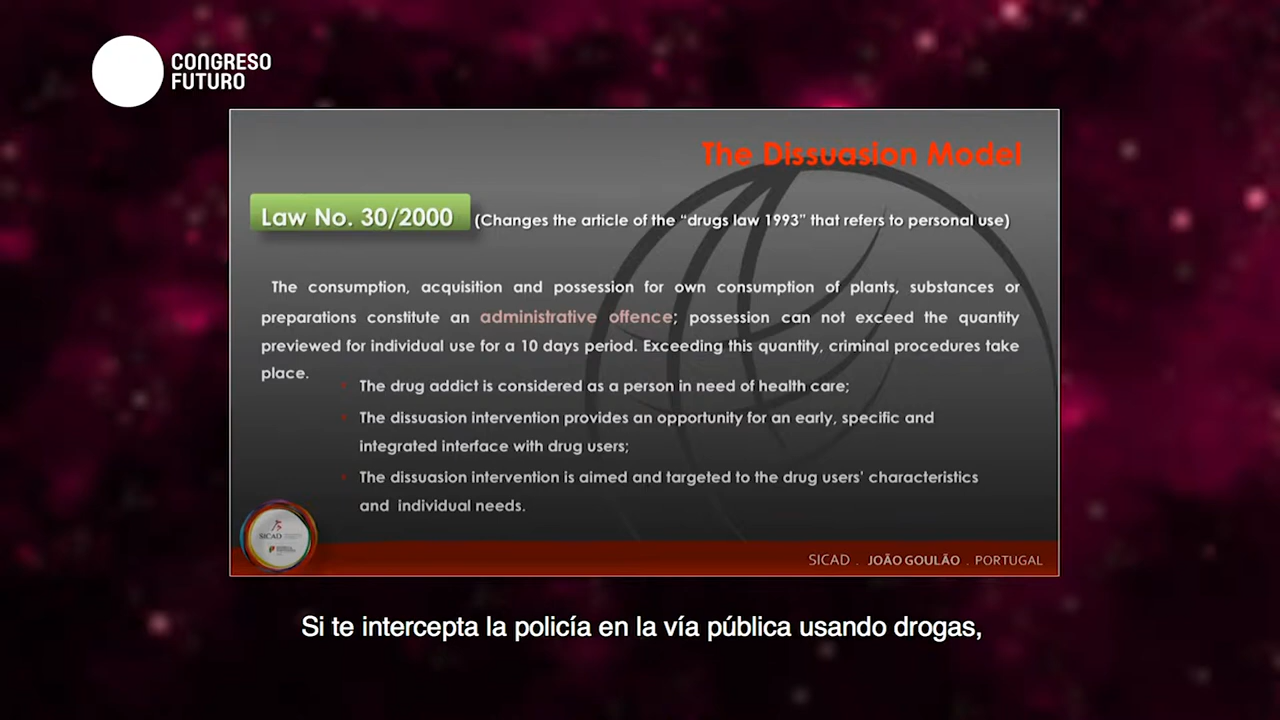 CONGRESO
FUTURO
The Dissuasion Model
Law No. 30/2000 (Changes the article of the “drugs law 1993” that refers to personal use)
The consumption, acquisition and possession for own consumption of plants, substances or
preparations constitute an administrative offence; possession can not exceed the quantity
previewed for individual use for a 10 days period. Exceeding this quantity, criminal procedures take
place.
The drug addict is considered as a person in need of health care;
The dissuasion intervention provides an opportunity for an early, specific and
integrated interface with drug users;
The dissuasion intervention is aimed and targeted to the drug users’ characteristics
and individual needs.
SICAD
SICAD . JOÃO GOULÃO . PORTUGAL
Si te intercepta la policía en la vía pública usando drogas,